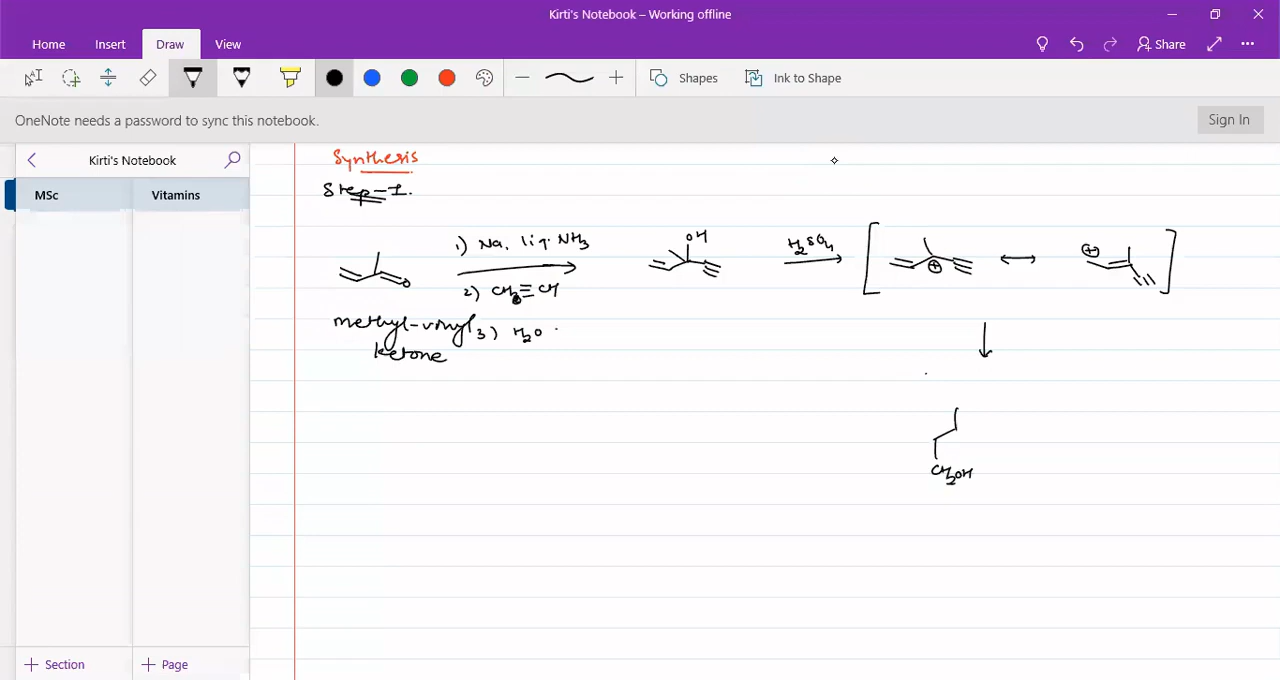 Kirti's Notebook – Working offline
Home Insert Draw View
Share
Shapes Ink to Shape
OneNote needs a password to sync this notebook.
Sign In
Kirti's Notebook
MSc Vitamins
Synthesis
Step-1.
1) Na, liq. NH3
2) CH≡CH
3) H2O
OH
H2SO4
methyl-vinyl
ketone
CH2OH
+ Section + Page